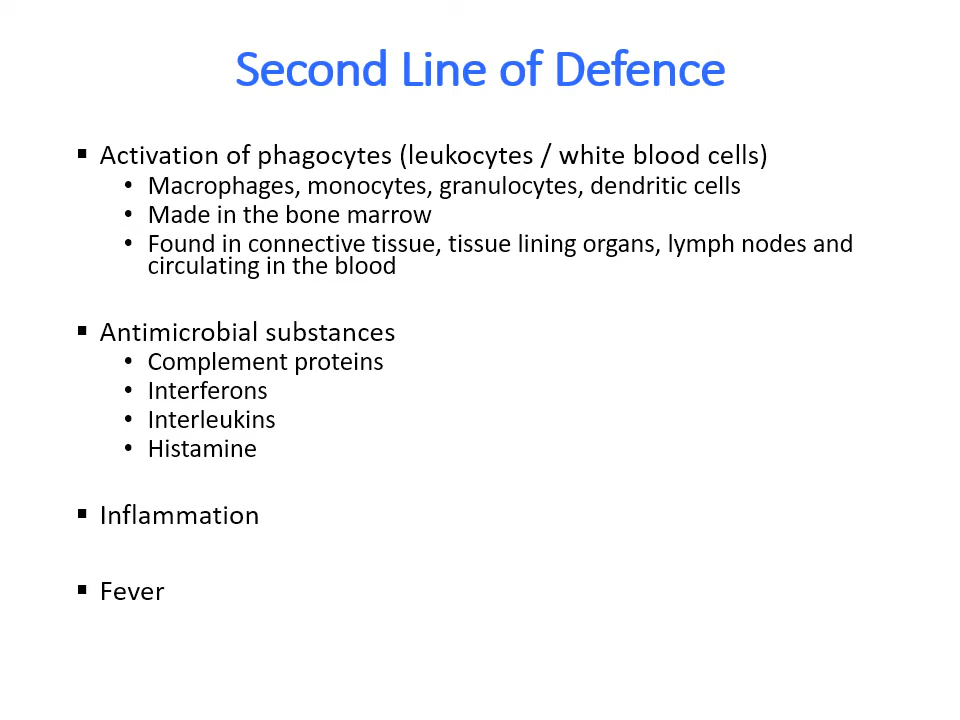 Second Line of Defence
▪ Activation of phagocytes (leukocytes / white blood cells)
• Macrophages, monocytes, granulocytes, dendritic cells
• Made in the bone marrow
• Found in connective tissue, tissue lining organs, lymph nodes and
circulating in the blood
▪ Antimicrobial substances
• Complement proteins
• Interferons
• Interleukins
• Histamine
▪ Inflammation
▪ Fever